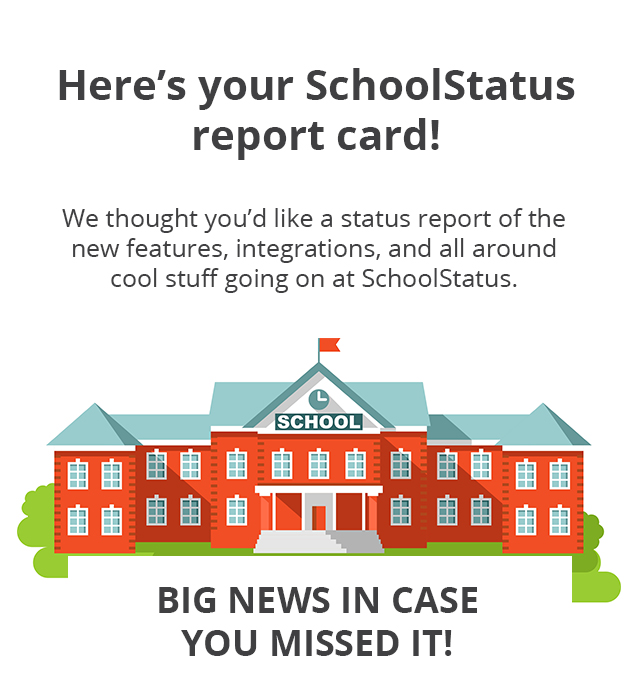 Here’s your SchoolStatus
report card!
We thought you’d like a status report of the
new features, integrations, and all around
cool stuff going on at SchoolStatus.
SCHOOL
BIG NEWS IN CASE
YOU MISSED IT!